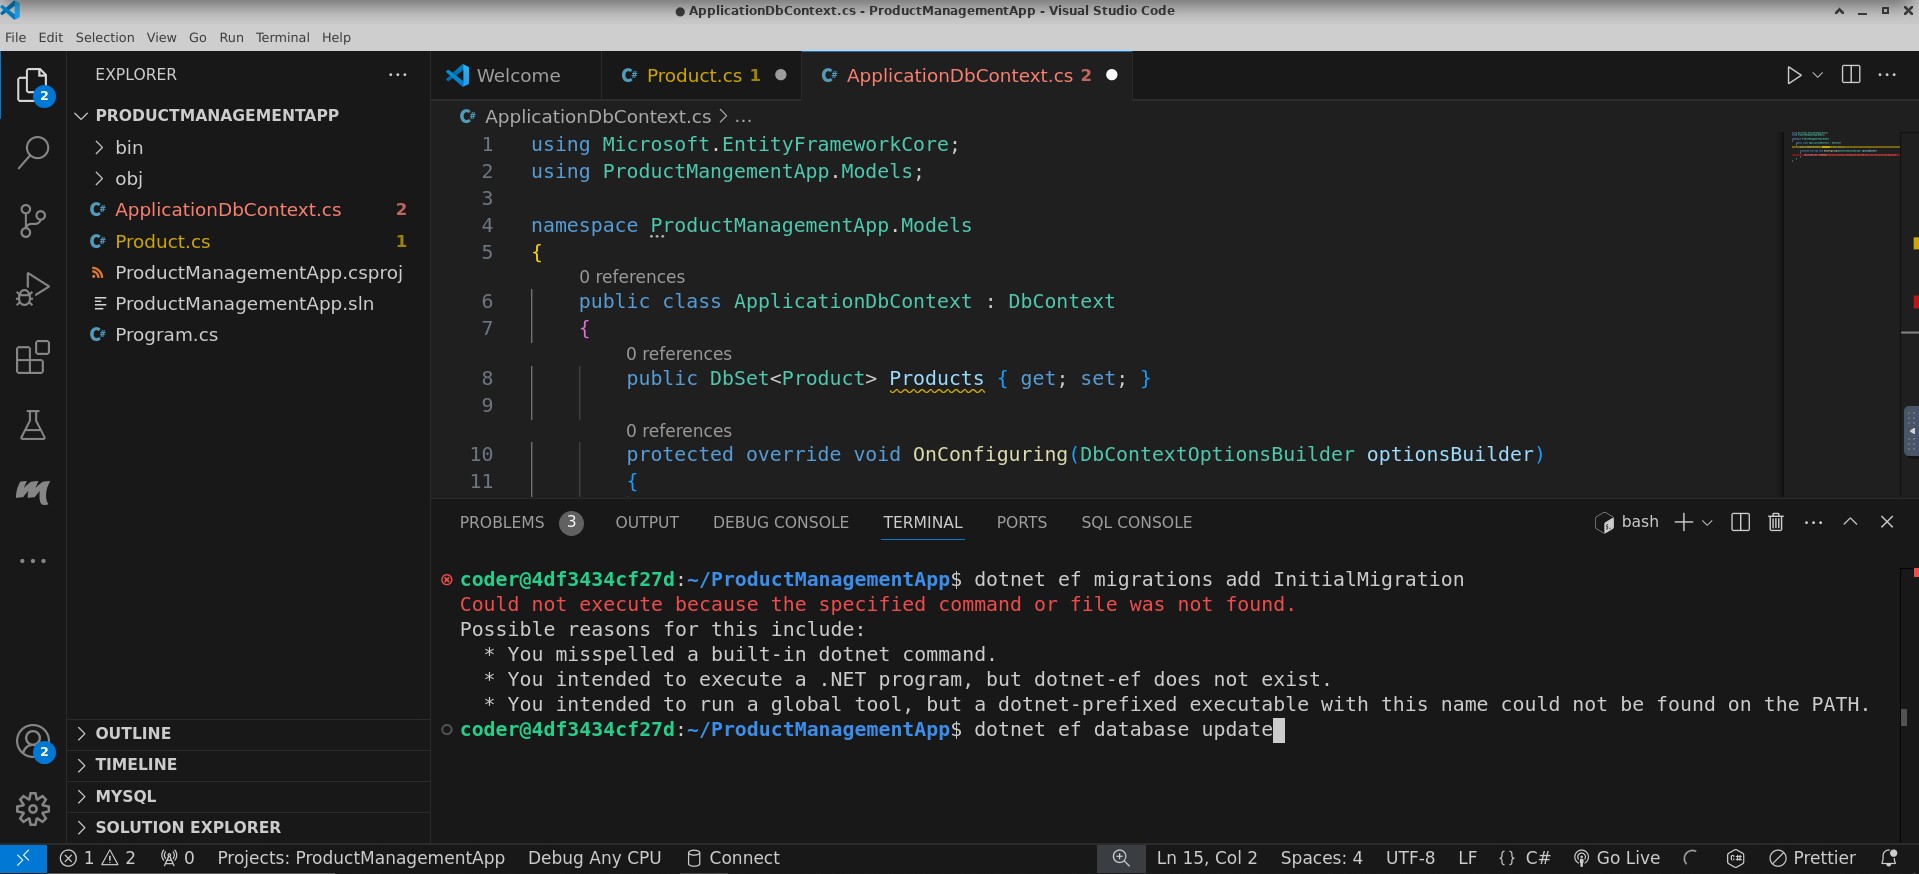 ● ApplicationDbContext.cs - ProductManagementApp - Visual Studio Code
File Edit Selection View Go Run Terminal Help
EXPLORER
Welcome
Product.cs 1
ApplicationDbContext.cs 2
2
PRODUCTMANAGEMENTAPP
bin
obj
ApplicationDbContext.cs 2
Product.cs 1
ProductManagementApp.csproj
ProductManagementApp.sln
Program.cs
OUTLINE
TIMELINE
MYSQL
SOLUTION EXPLORER
2
ApplicationDbContext.cs > ...
1 using Microsoft.EntityFrameworkCore;
2 using ProductMangementApp.Models;
3
4 namespace ProductManagementApp.Models
5 {
0 references
6 public class ApplicationDbContext : DbContext
7 {
0 references
8 public DbSet<Product> Products { get; set; }
9
0 references
10 protected override void OnConfiguring(DbContextOptionsBuilder optionsBuilder)
11 {
PROBLEMS 3 OUTPUT DEBUG CONSOLE TERMINAL PORTS SQL CONSOLE
bash
coder@4df3434cf27d:~/ProductManagementApp$ dotnet ef migrations add InitialMigration
Could not execute because the specified command or file was not found.
Possible reasons for this include:
* You misspelled a built-in dotnet command.
* You intended to execute a .NET program, but dotnet-ef does not exist.
* You intended to run a global tool, but a dotnet-prefixed executable with this name could not be found on the PATH.
coder@4df3434cf27d:~/ProductManagementApp$ dotnet ef database update
1 2 0 Projects: ProductManagementApp Debug Any CPU Connect
Ln 15, Col 2 Spaces: 4 UTF-8 LF {} C# Go Live Prettier